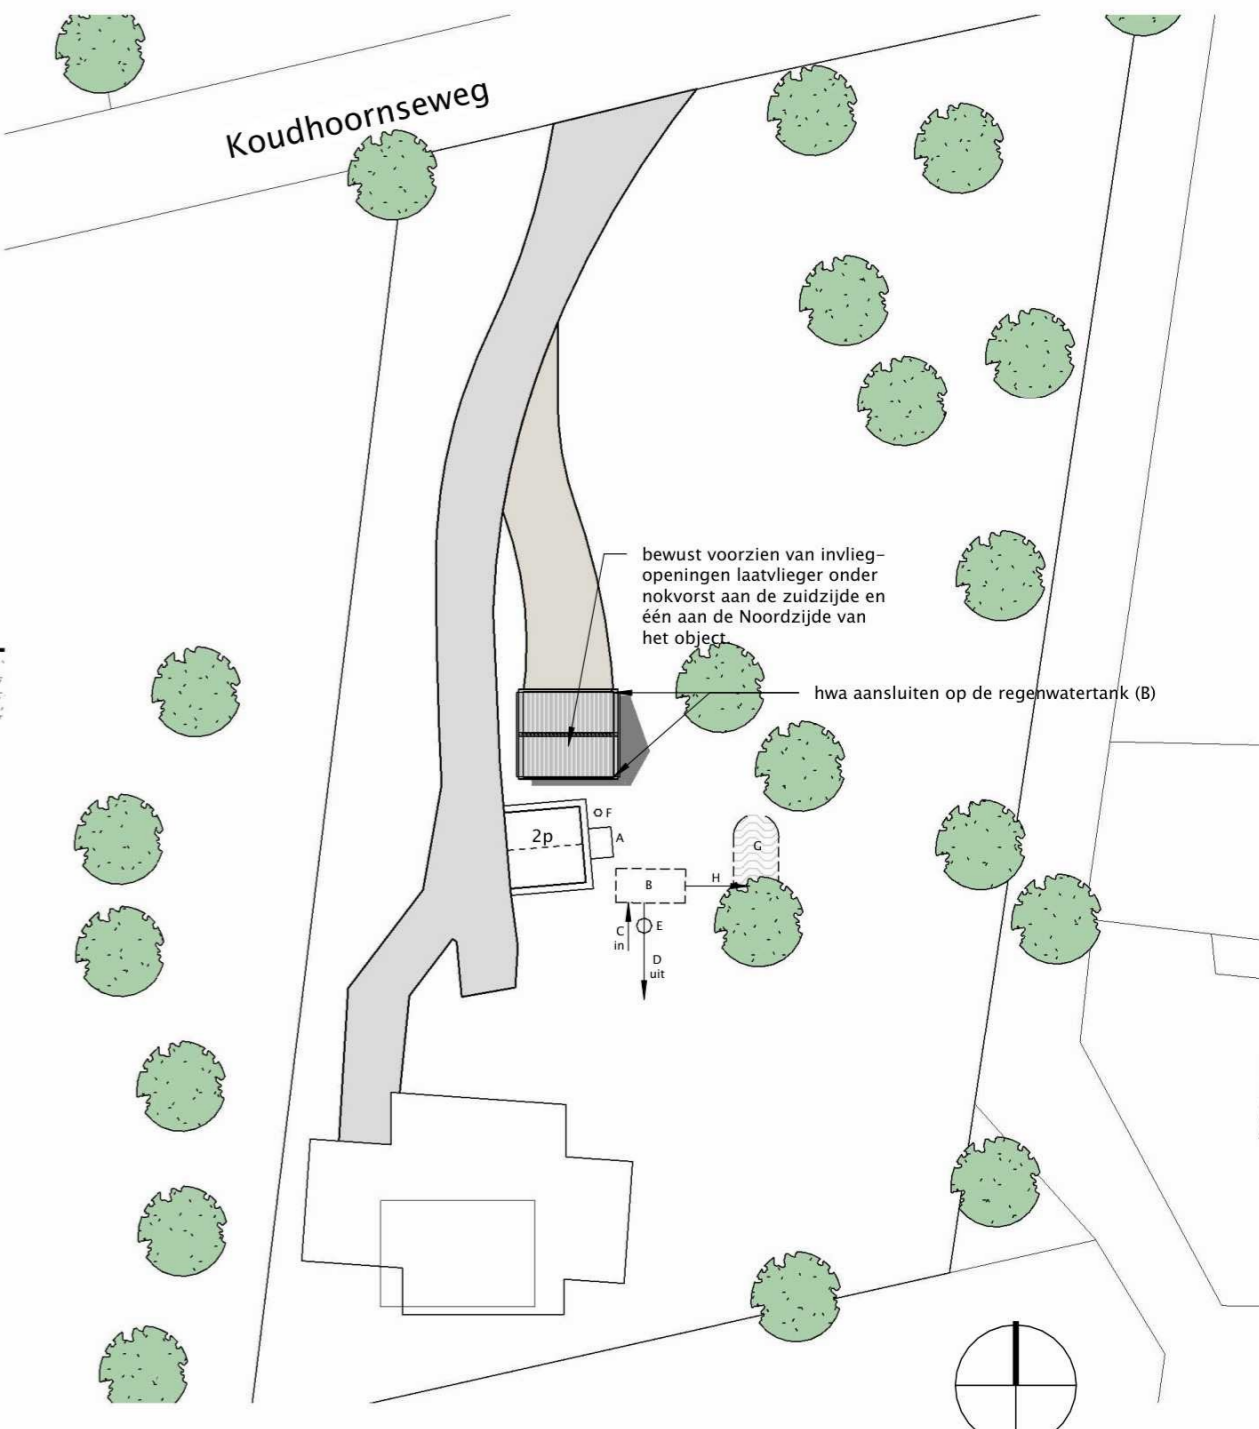 Koudhoornseweg
bewust voorzien van invlieg-
openingen laatvlieger onder
nokvorst aan de zuidzijde en
één aan de Noordzijde van
het object.
hwa aansluiten op de regenwatertank (B)
F
2p
A
G
H
B
C
in
E
D
uit